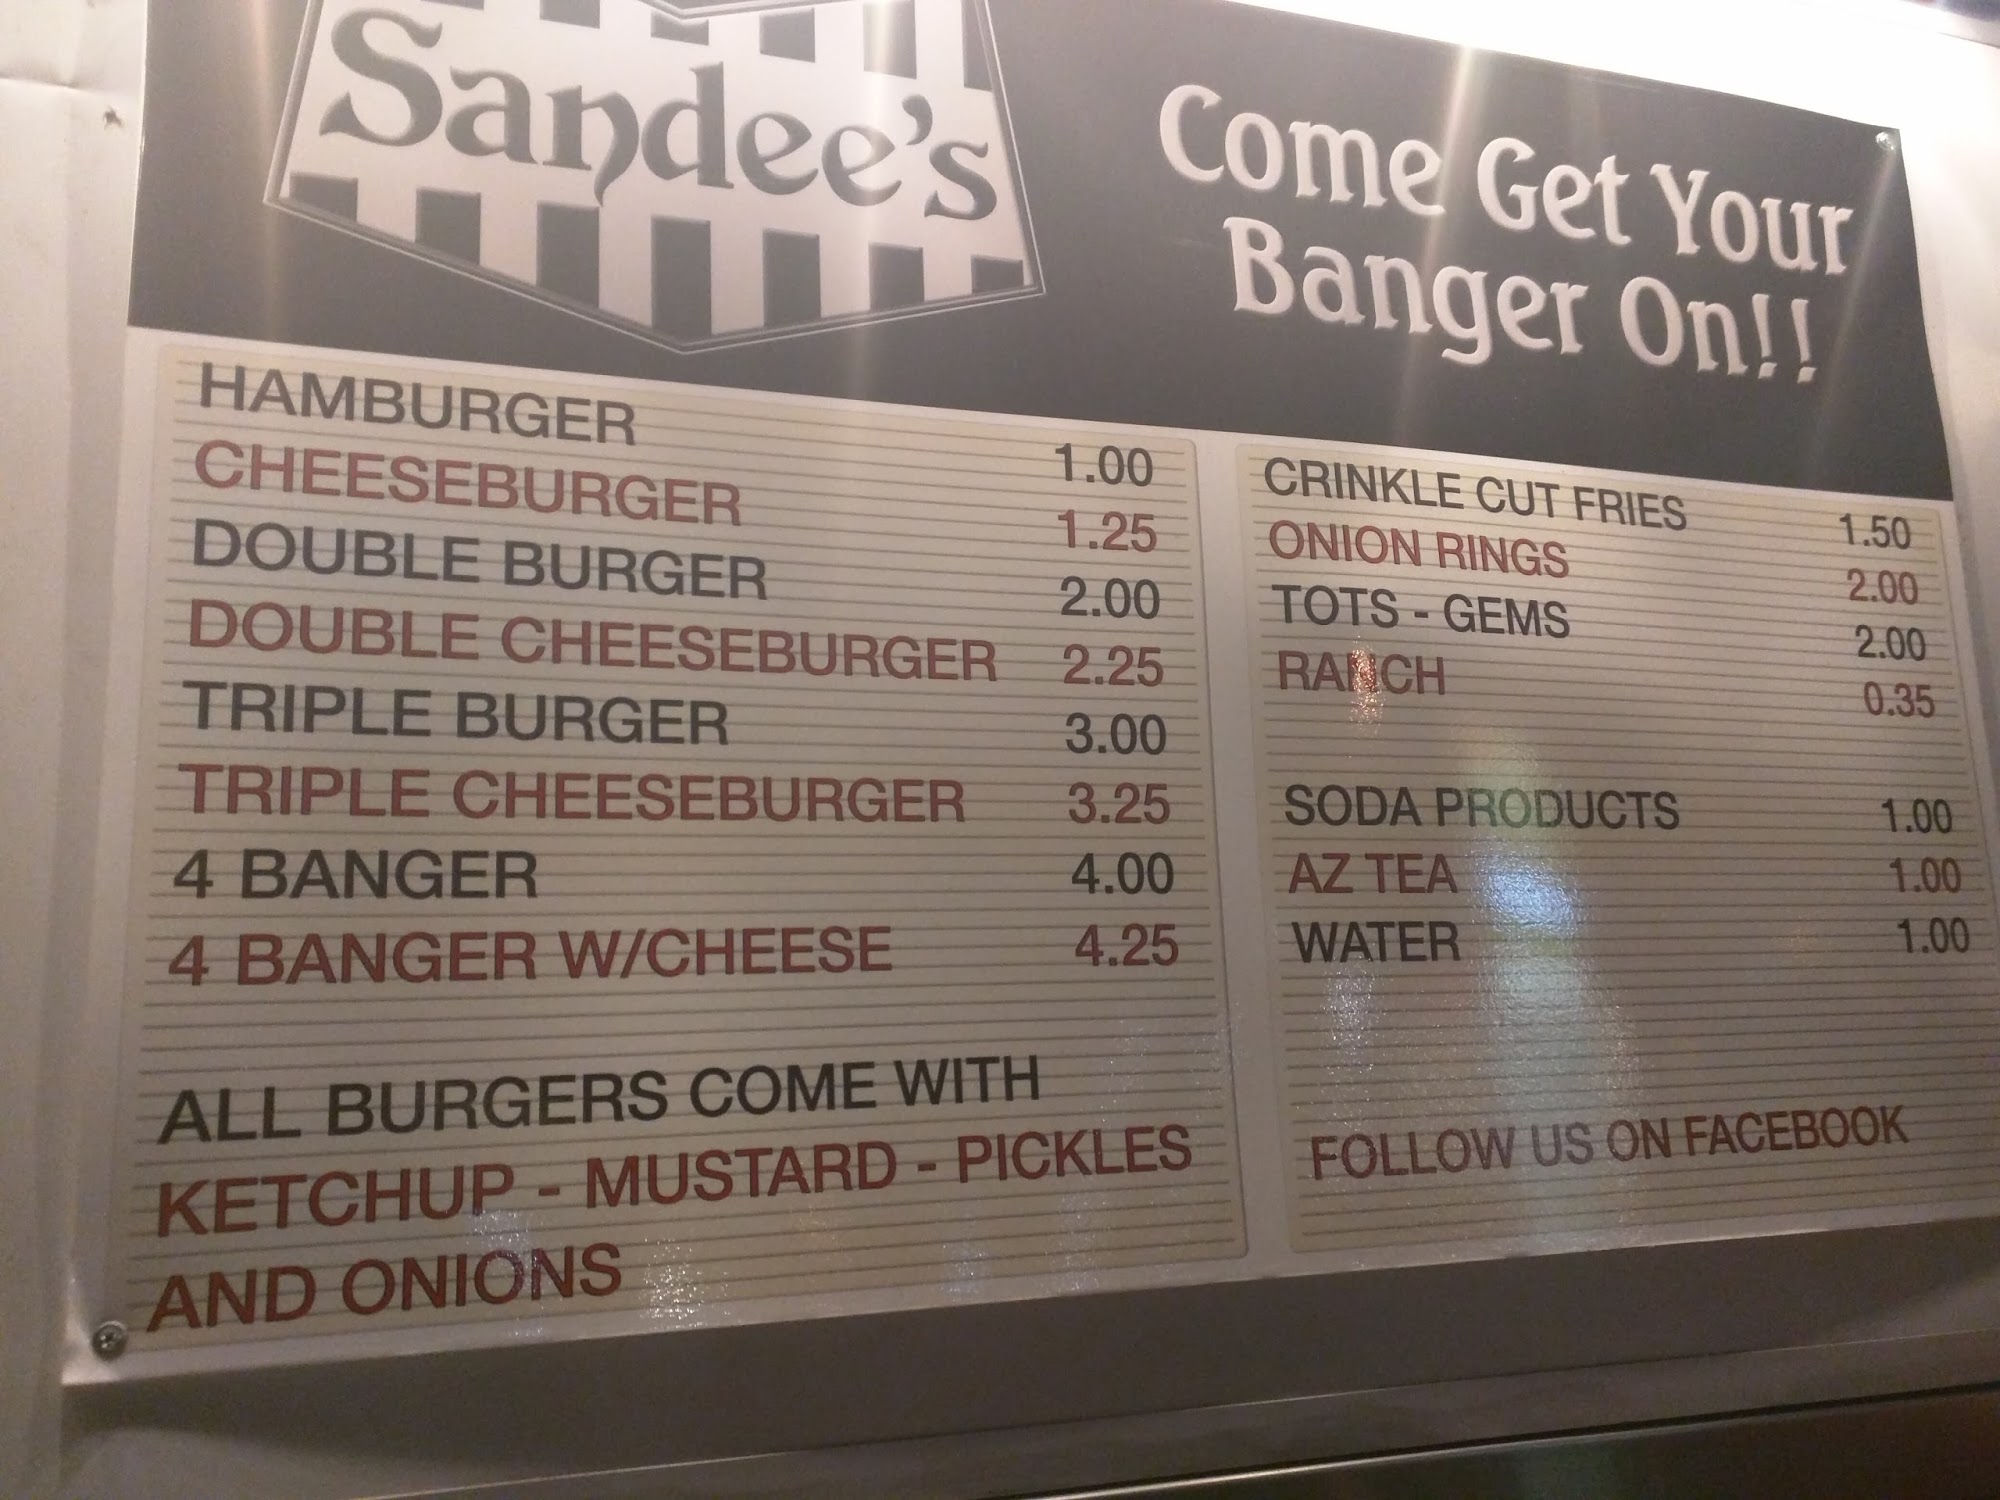 Sandee's
Come Get Your
Banger On!!
HAMBURGER 1.00
CHEESEBURGER 1.25
DOUBLE BURGER 2.00
DOUBLE CHEESEBURGER 2.25
TRIPLE BURGER 3.00
TRIPLE CHEESEBURGER 3.25
4 BANGER 4.00
4 BANGER W/CHEESE 4.25
ALL BURGERS COME WITH
KETCHUP - MUSTARD - PICKLES
AND ONIONS
CRINKLE CUT FRIES 1.50
ONION RINGS 2.00
TOTS - GEMS 2.00
RANCH 0.35
SODA PRODUCTS 1.00
AZ TEA 1.00
WATER 1.00
FOLLOW US ON FACEBOOK